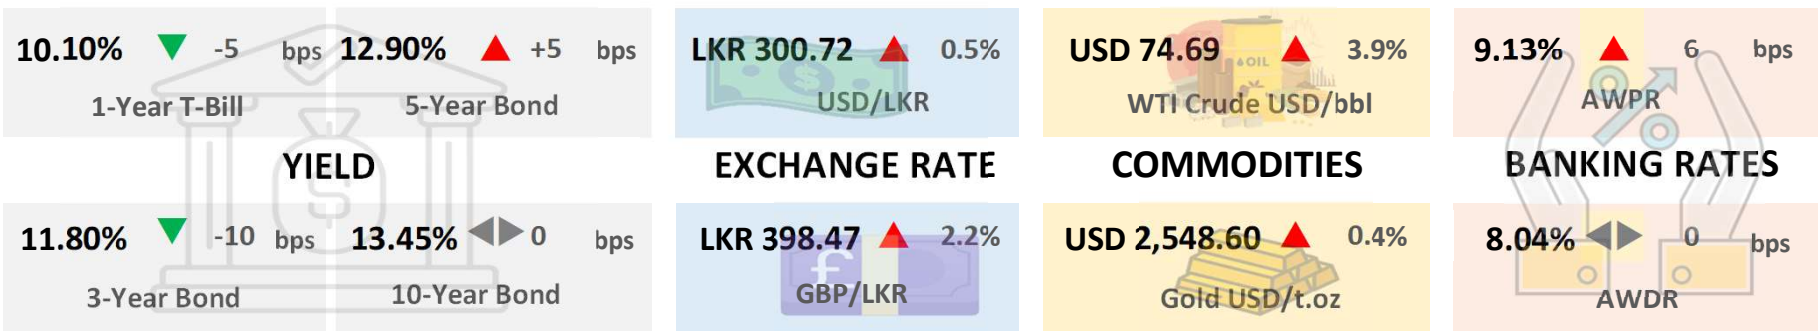 10.10% ▼ -5 bps 12.90% ▲ +5 bps
1-Year T-Bill 5-Year Bond
YIELD
11.80% ▼ -10 bps 13.45% ◀▶ 0 bps
3-Year Bond 10-Year Bond
LKR 300.72 ▲ 0.5%
USD/LKR
EXCHANGE RATE
LKR 398.47 ▲ 2.2%
GBP/LKR
USD 74.69 ▲ 3.9%
OIL
WTI Crude USD/bbl
COMMODITIES
USD 2,548.60 ▲ 0.4%
Gold USD/t.oz
9.13% ▲ 6 bps
AWPR
BANKING RATES
8.04% ◀▶ 0 bps
AWDR